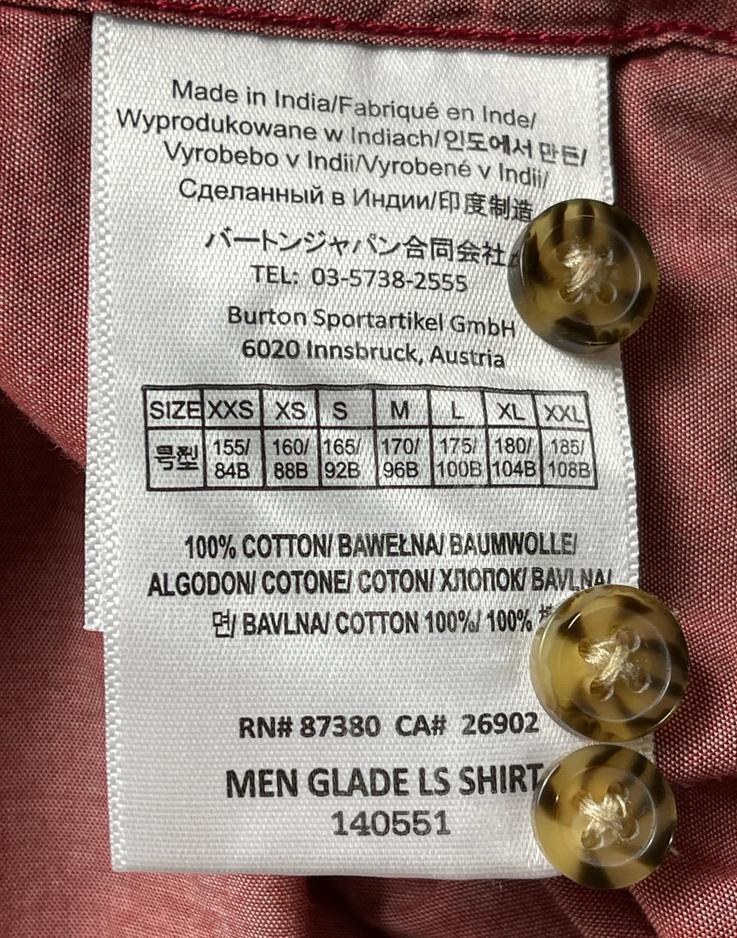 Made in India/Fabriqué en Inde/
Wyprodukowane w Indiach/인도에서 만든/
Vyrobebo v Indii/Vyrobené v Indii/
Сделанный в Индии/印度制造
バートンジャパン合同会社
TEL: 03-5738-2555
Burton Sportartikel GmbH
6020 Innsbruck, Austria
SIZE XXS XS S M L XL XXL
号型 155/84B 160/88B 165/92B 170/96B 175/100B 180/104B 185/108B
100% COTTON/ BAWEŁNA/ BAUMWOLLE/
ALGODON/ COTONE/ COTON/ ХЛОПОК/ BAVLNA/
면/ BAVLNA/ COTTON 100%/ 100%
RN# 87380 CA# 26902
MEN GLADE LS SHIRT
140551